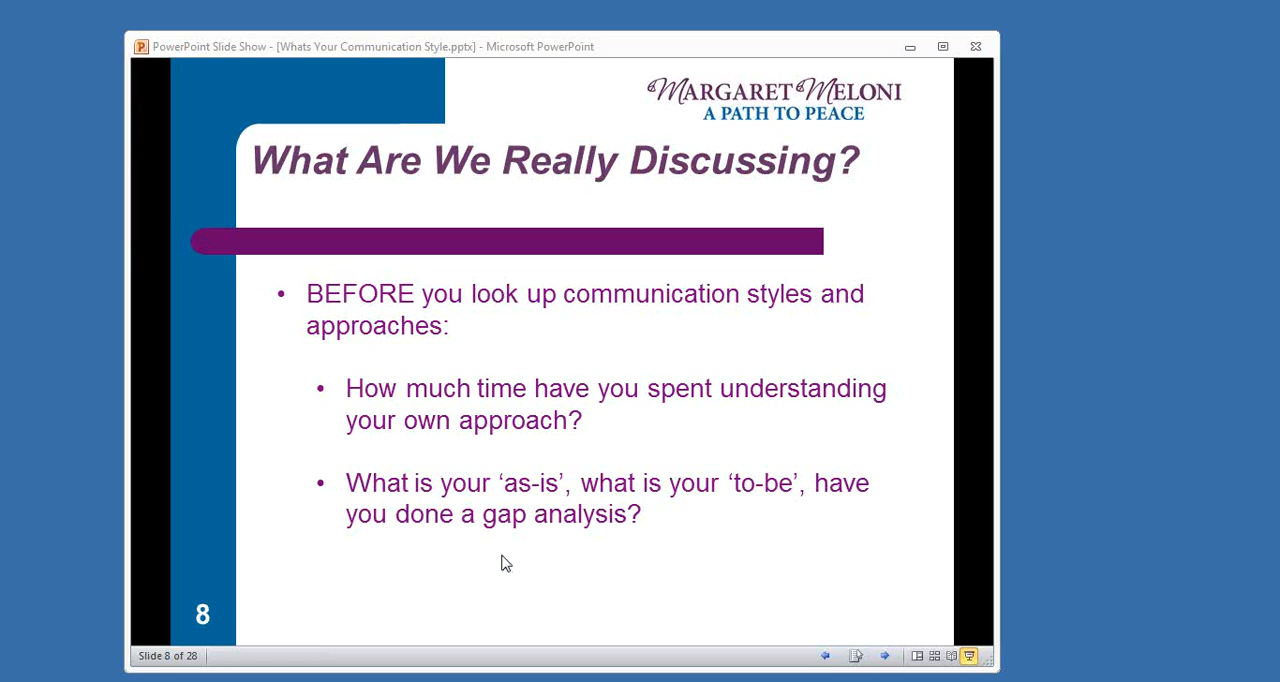 PowerPoint Slide Show - [Whats Your Communication Style.pptx] - Microsoft PowerPoint
MARGARET MELONI
A PATH TO PEACE
What Are We Really Discussing?
• BEFORE you look up communication styles and
approaches:
• How much time have you spent understanding
your own approach?
• What is your ‘as-is’, what is your ‘to-be’, have
you done a gap analysis?
8
Slide 8 of 28